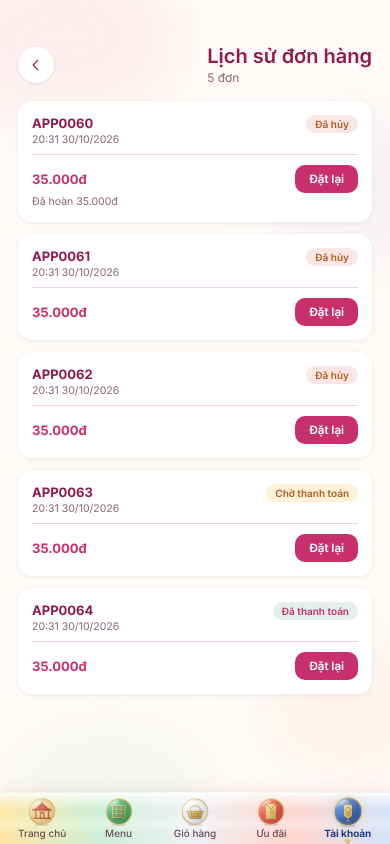 Lịch sử đơn hàng
5 đơn
APP0060
Đã hủy
20:31 30/10/2026
35.000đ
Đặt lại
Đã hoàn 35.000đ
APP0061
Đã hủy
20:31 30/10/2026
35.000đ
Đặt lại
APP0062
Đã hủy
20:31 30/10/2026
35.000đ
Đặt lại
APP0063
Chờ thanh toán
20:31 30/10/2026
35.000đ
Đặt lại
APP0064
Đã thanh toán
20:31 30/10/2026
35.000đ
Đặt lại
Trang chủ
Menu
Giỏ hàng
Ưu đãi
Tài khoản